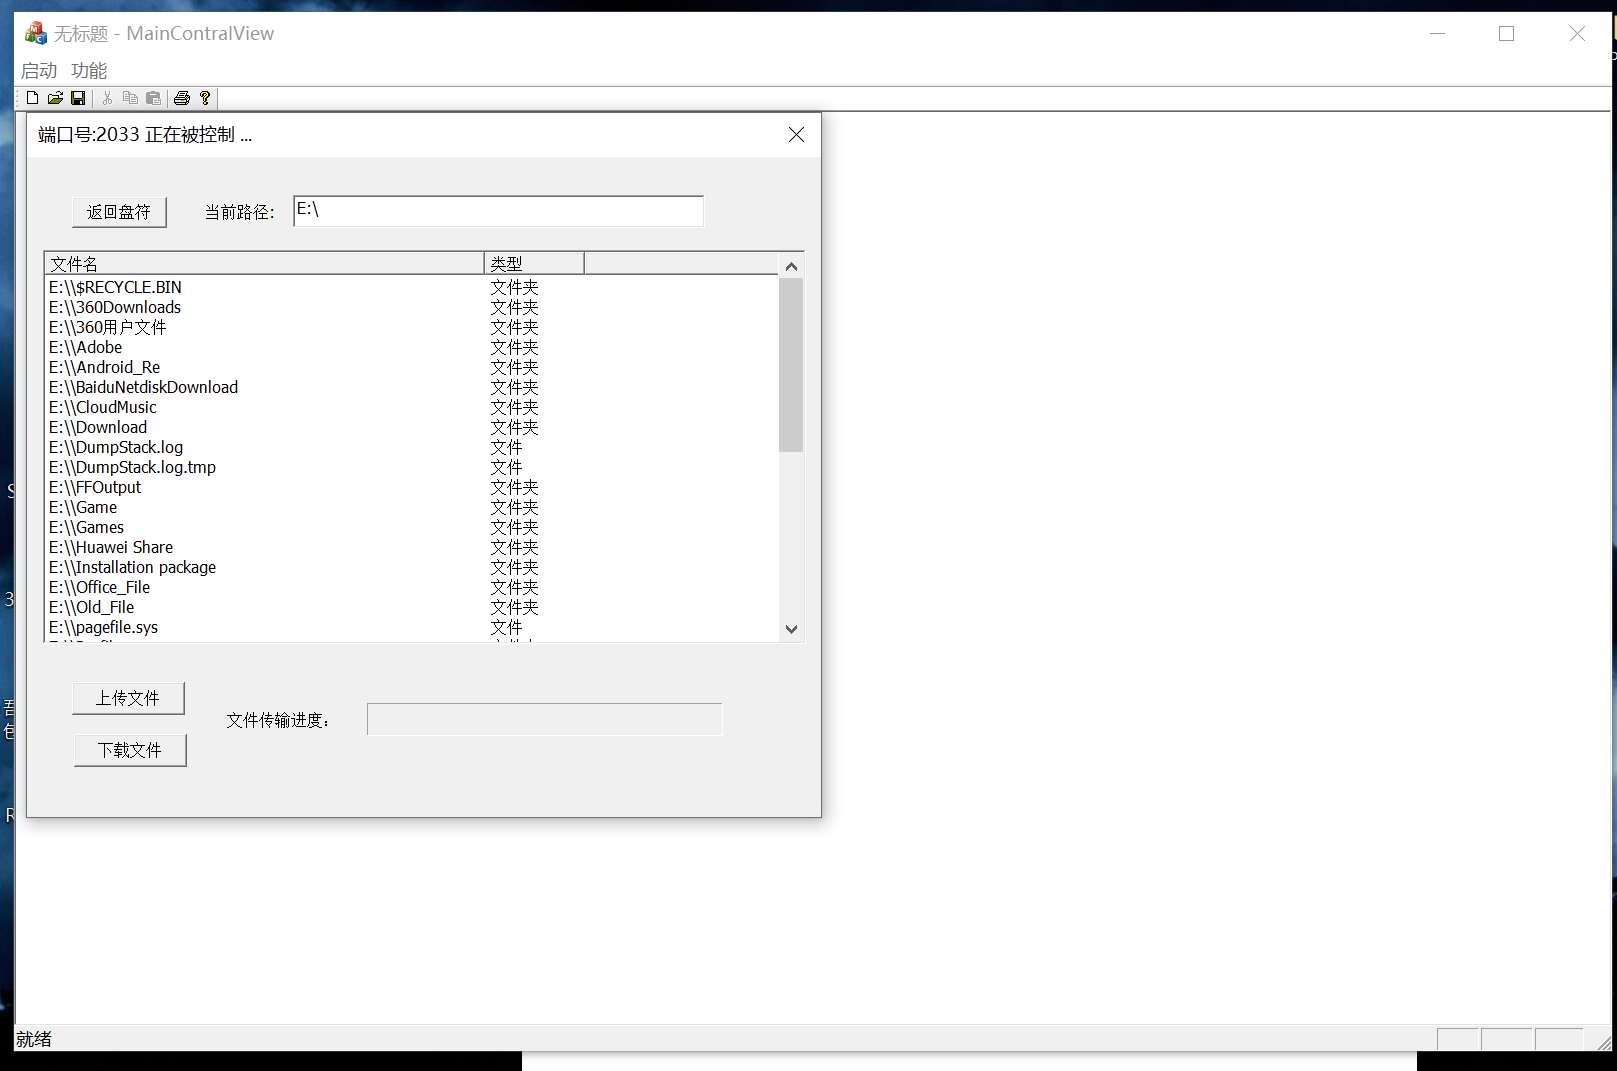 无标题 - MainContralView
启动 功能
端口号:2033 正在被控制 ...
返回盘符 当前路径： E:\
文件名 类型
E:\\$RECYCLE.BIN 文件夹
E:\\360Downloads 文件夹
E:\\360用户文件 文件夹
E:\\Adobe 文件夹
E:\\Android_Re 文件夹
E:\\BaiduNetdiskDownload 文件夹
E:\\CloudMusic 文件夹
E:\\Download 文件夹
E:\\DumpStack.log 文件
E:\\DumpStack.log.tmp 文件
E:\\FFOutput 文件夹
E:\\Game 文件夹
E:\\Games 文件夹
E:\\Huawei Share 文件夹
E:\\Installation package 文件夹
E:\\Office_File 文件夹
E:\\Old_File 文件夹
E:\\pagefile.sys 文件
上传文件
文件传输进度：
下载文件
就绪